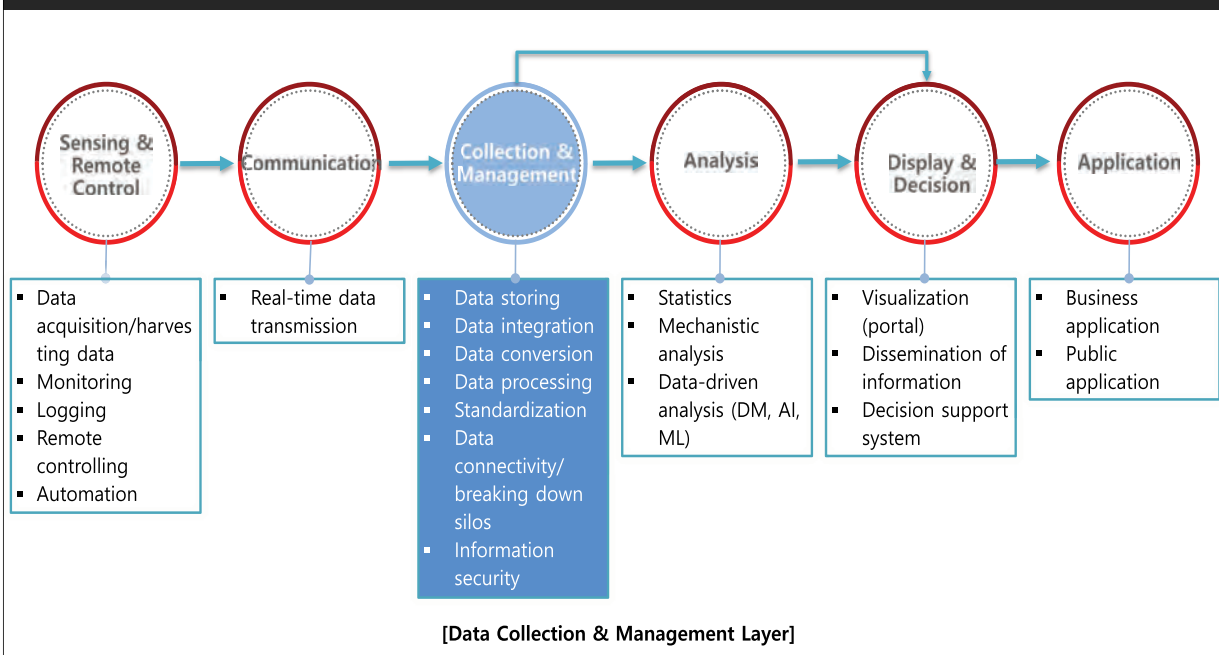 Sensing &
Remote
Control
Communication
Collection &
Management
Analysis
Display &
Decision
Application
▪ Data
acquisition/harves
ting data
▪ Monitoring
▪ Logging
▪ Remote
controlling
▪ Automation
▪ Real-time data
transmission
▪ Data storing
▪ Data integration
▪ Data conversion
▪ Data processing
▪ Standardization
▪ Data
connectivity/
breaking down
silos
▪ Information
security
▪ Statistics
▪ Mechanistic
analysis
▪ Data-driven
analysis (DM, AI,
ML)
▪ Visualization
(portal)
▪ Dissemination of
information
▪ Decision support
system
▪ Business
application
▪ Public
application
[Data Collection & Management Layer]